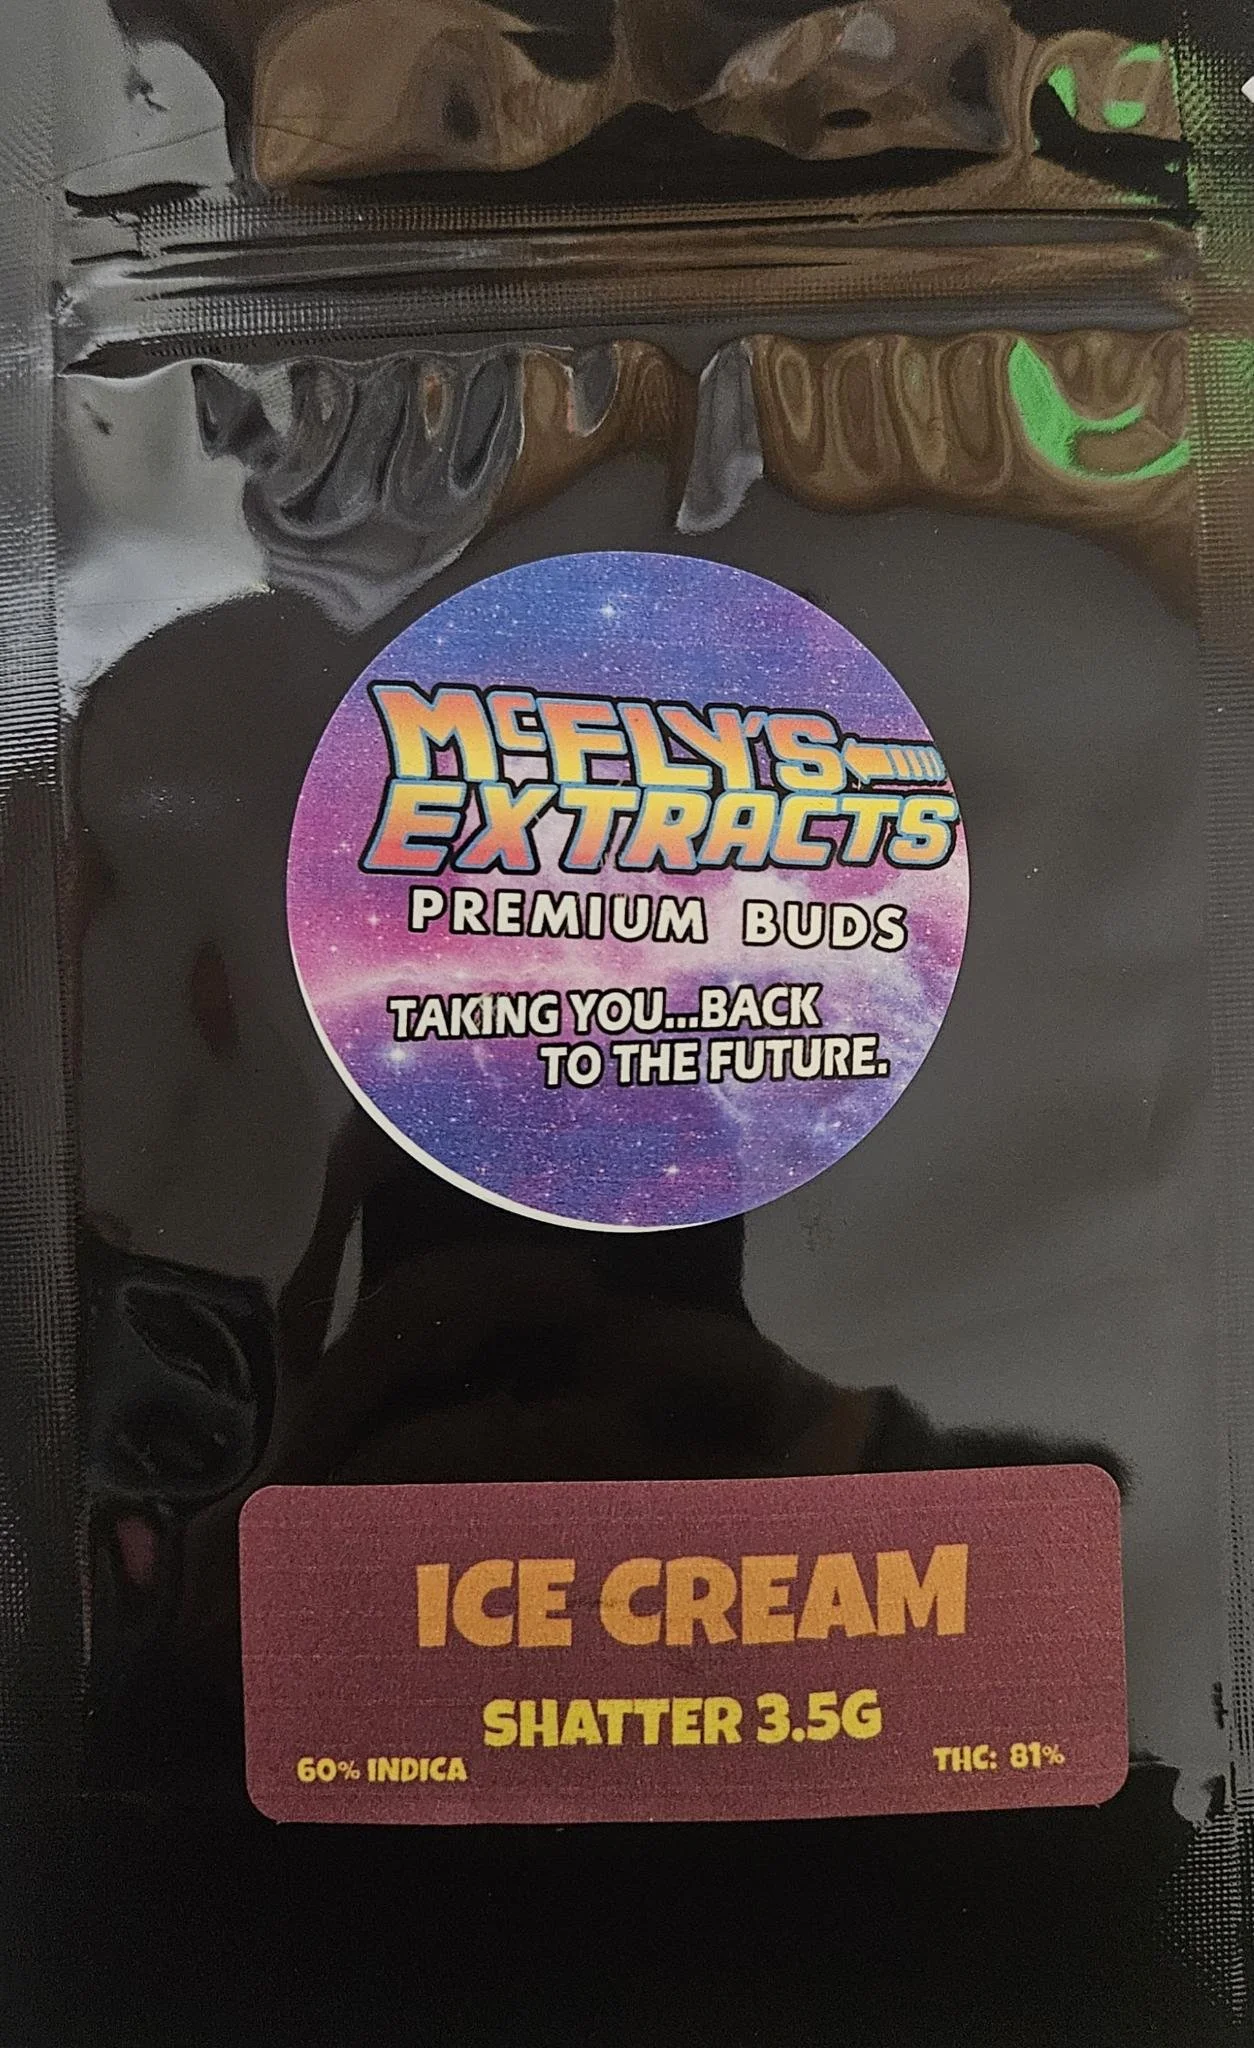 McFLY'S
EXTRACTS
PREMIUM BUDS
TAKING YOU...BACK
TO THE FUTURE.
ICE CREAM
SHATTER 3.5G
60% INDICA
THC: 81%